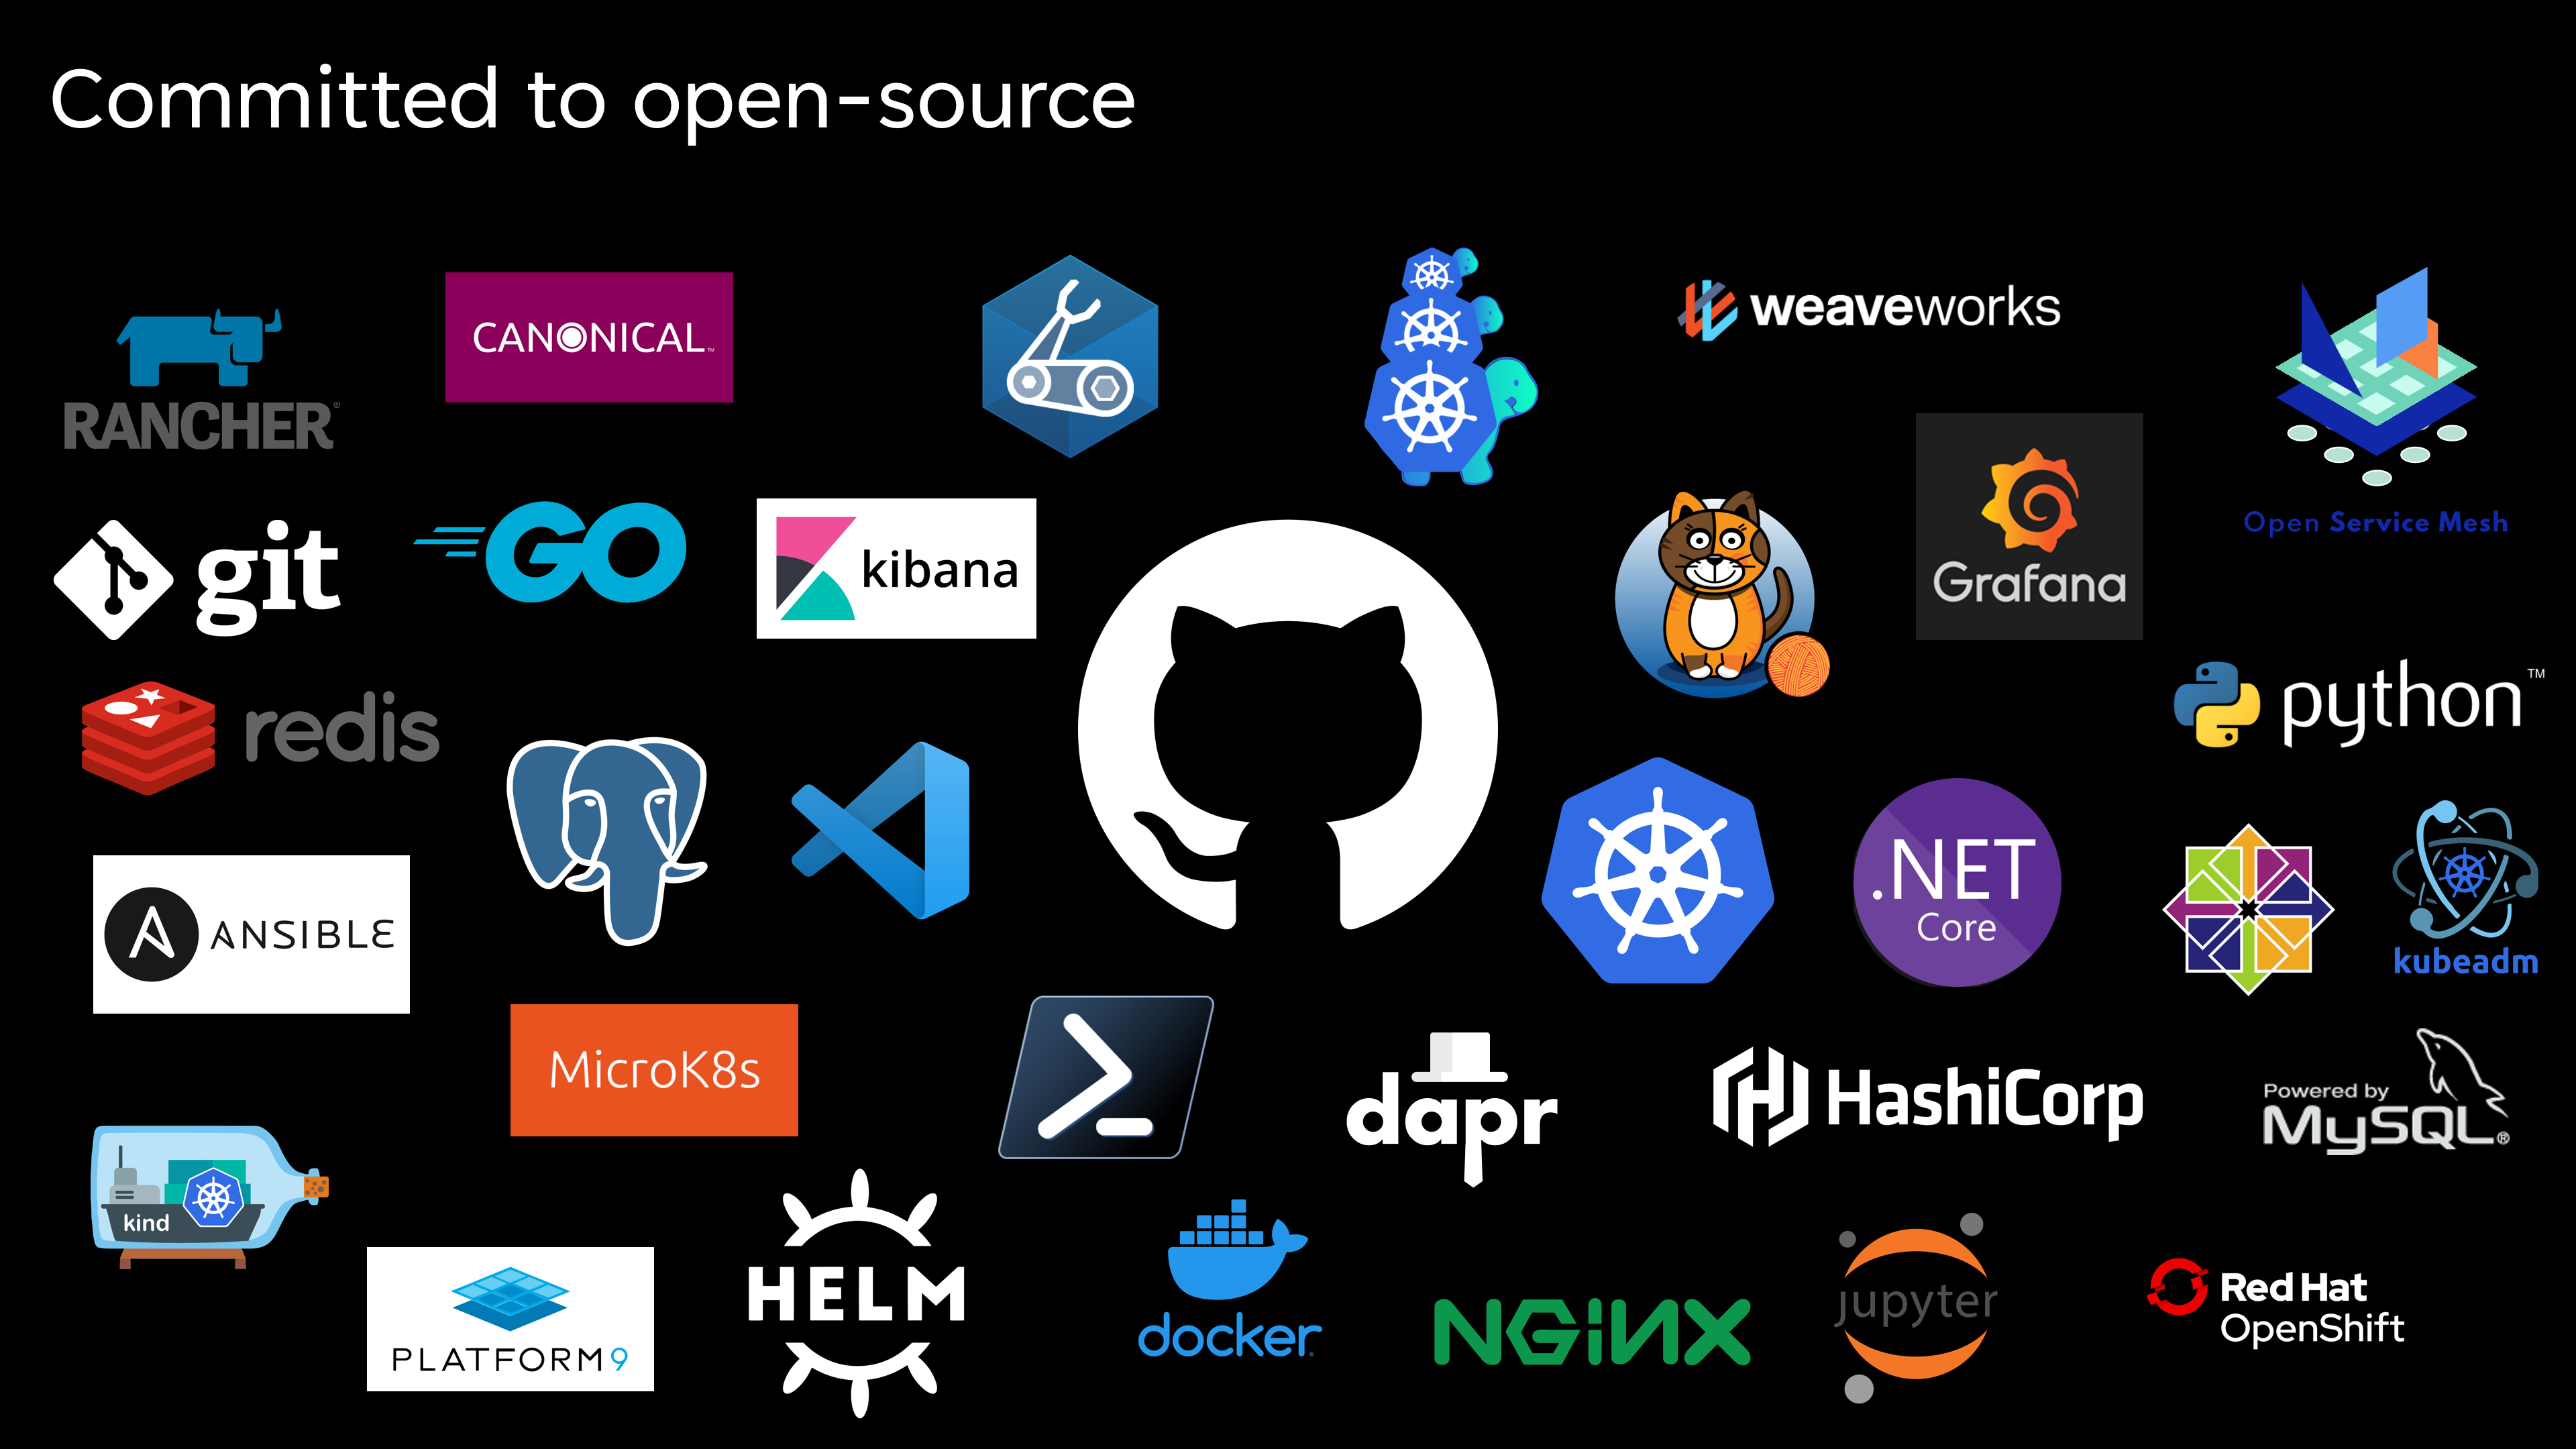 Committed to open-source
RANCHER®
CANONICAL™
weaveworks
Open Service Mesh
git
GO
kibana
Grafana
redis
python™
ANSIBLE
.NET
Core
kubeadm
MicroK8s
dapr
HashiCorp
Powered by
MySQL®
kind
PLATFORM9
HELM
docker
NGINX
jupyter
Red Hat
OpenShift